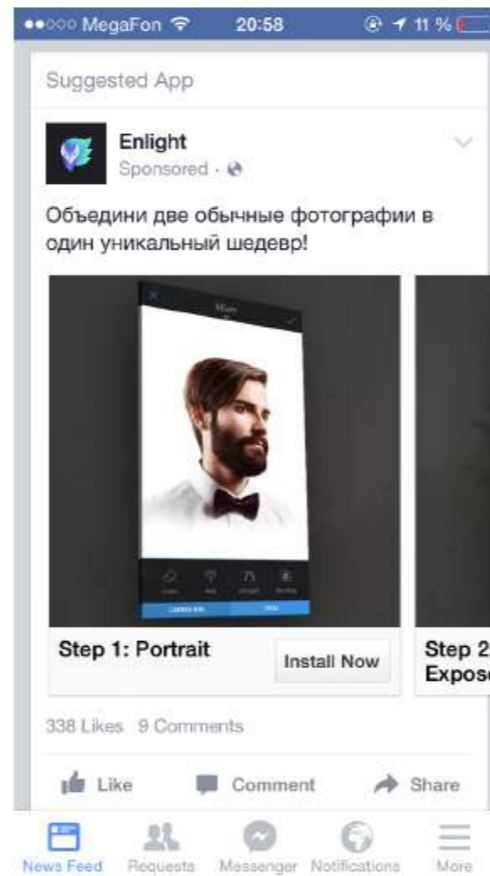 MegaFon 20:58 11 %
Suggested App
Enlight
Sponsored
Объедини две обычные фотографии в
один уникальный шедевр!
Mixer
Step 1: Portrait
Install Now
Step 2
Expos
338 Likes 9 Comments
Like Comment Share
News Feed Requests Messenger Notifications More